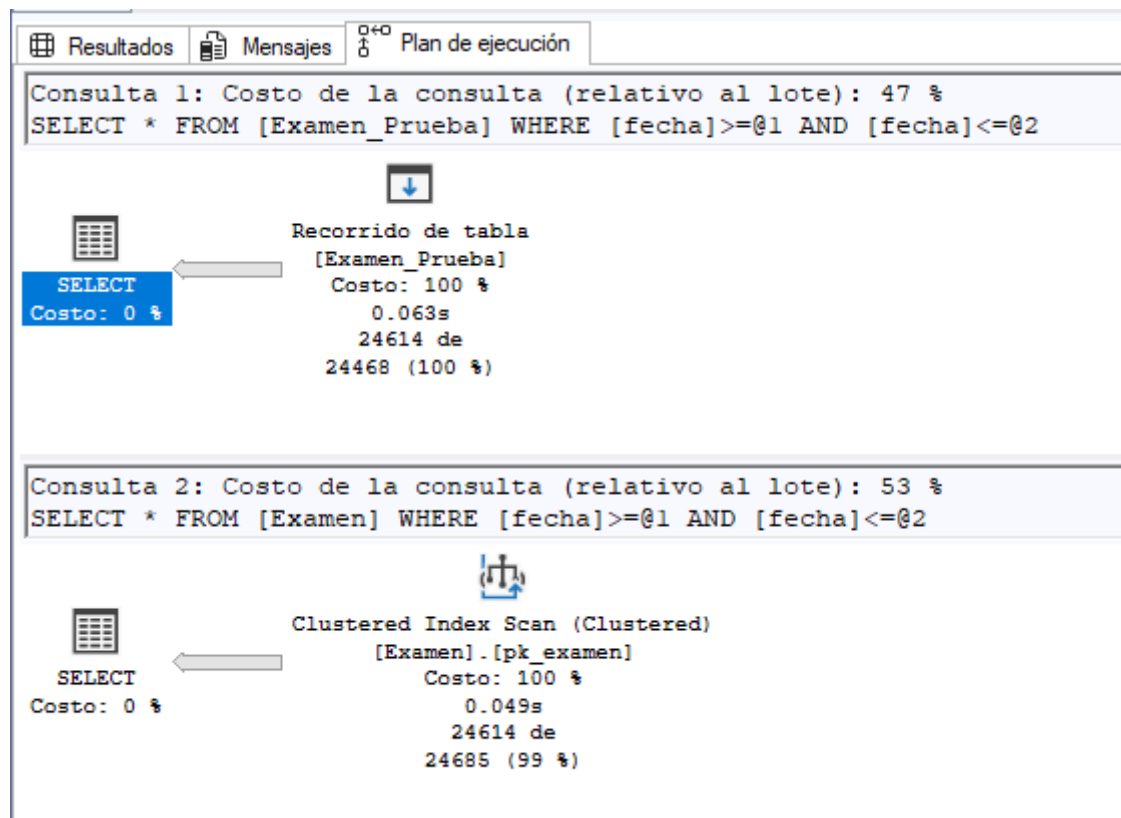 Resultados Mensajes Plan de ejecución
Consulta 1: Costo de la consulta (relativo al lote): 47 %
SELECT * FROM [Examen_Prueba] WHERE [fecha]>=@1 AND [fecha]<=@2
Recorrido de tabla
[Examen_Prueba]
Costo: 100 %
0.063s
24614 de
24468 (100 %)
SELECT
Costo: 0 %
Consulta 2: Costo de la consulta (relativo al lote): 53 %
SELECT * FROM [Examen] WHERE [fecha]>=@1 AND [fecha]<=@2
Clustered Index Scan (Clustered)
[Examen].[pk_examen]
Costo: 100 %
0.049s
24614 de
24685 (99 %)
SELECT
Costo: 0 %